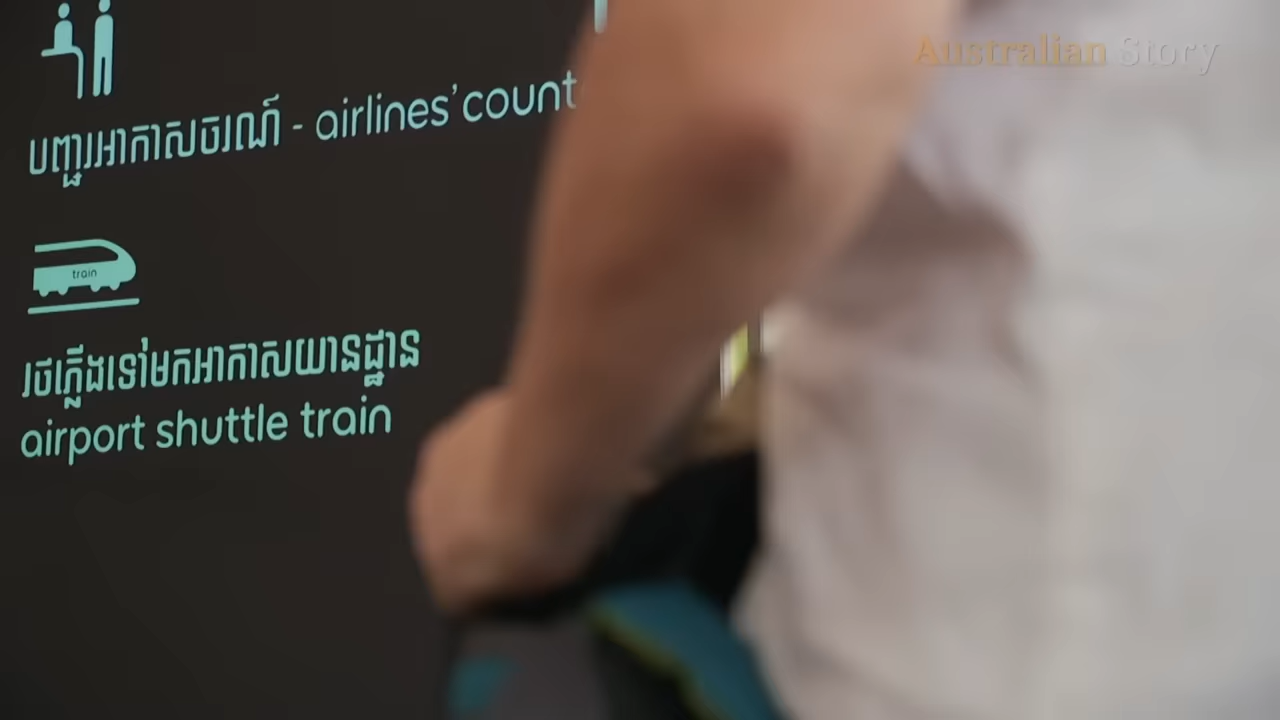 Australian Story
បញ្ជរអាកាសចរណ៍ - airlines' count
train
រថភ្លើងទៅមកអាកាសយានដ្ឋាន
airport shuttle train